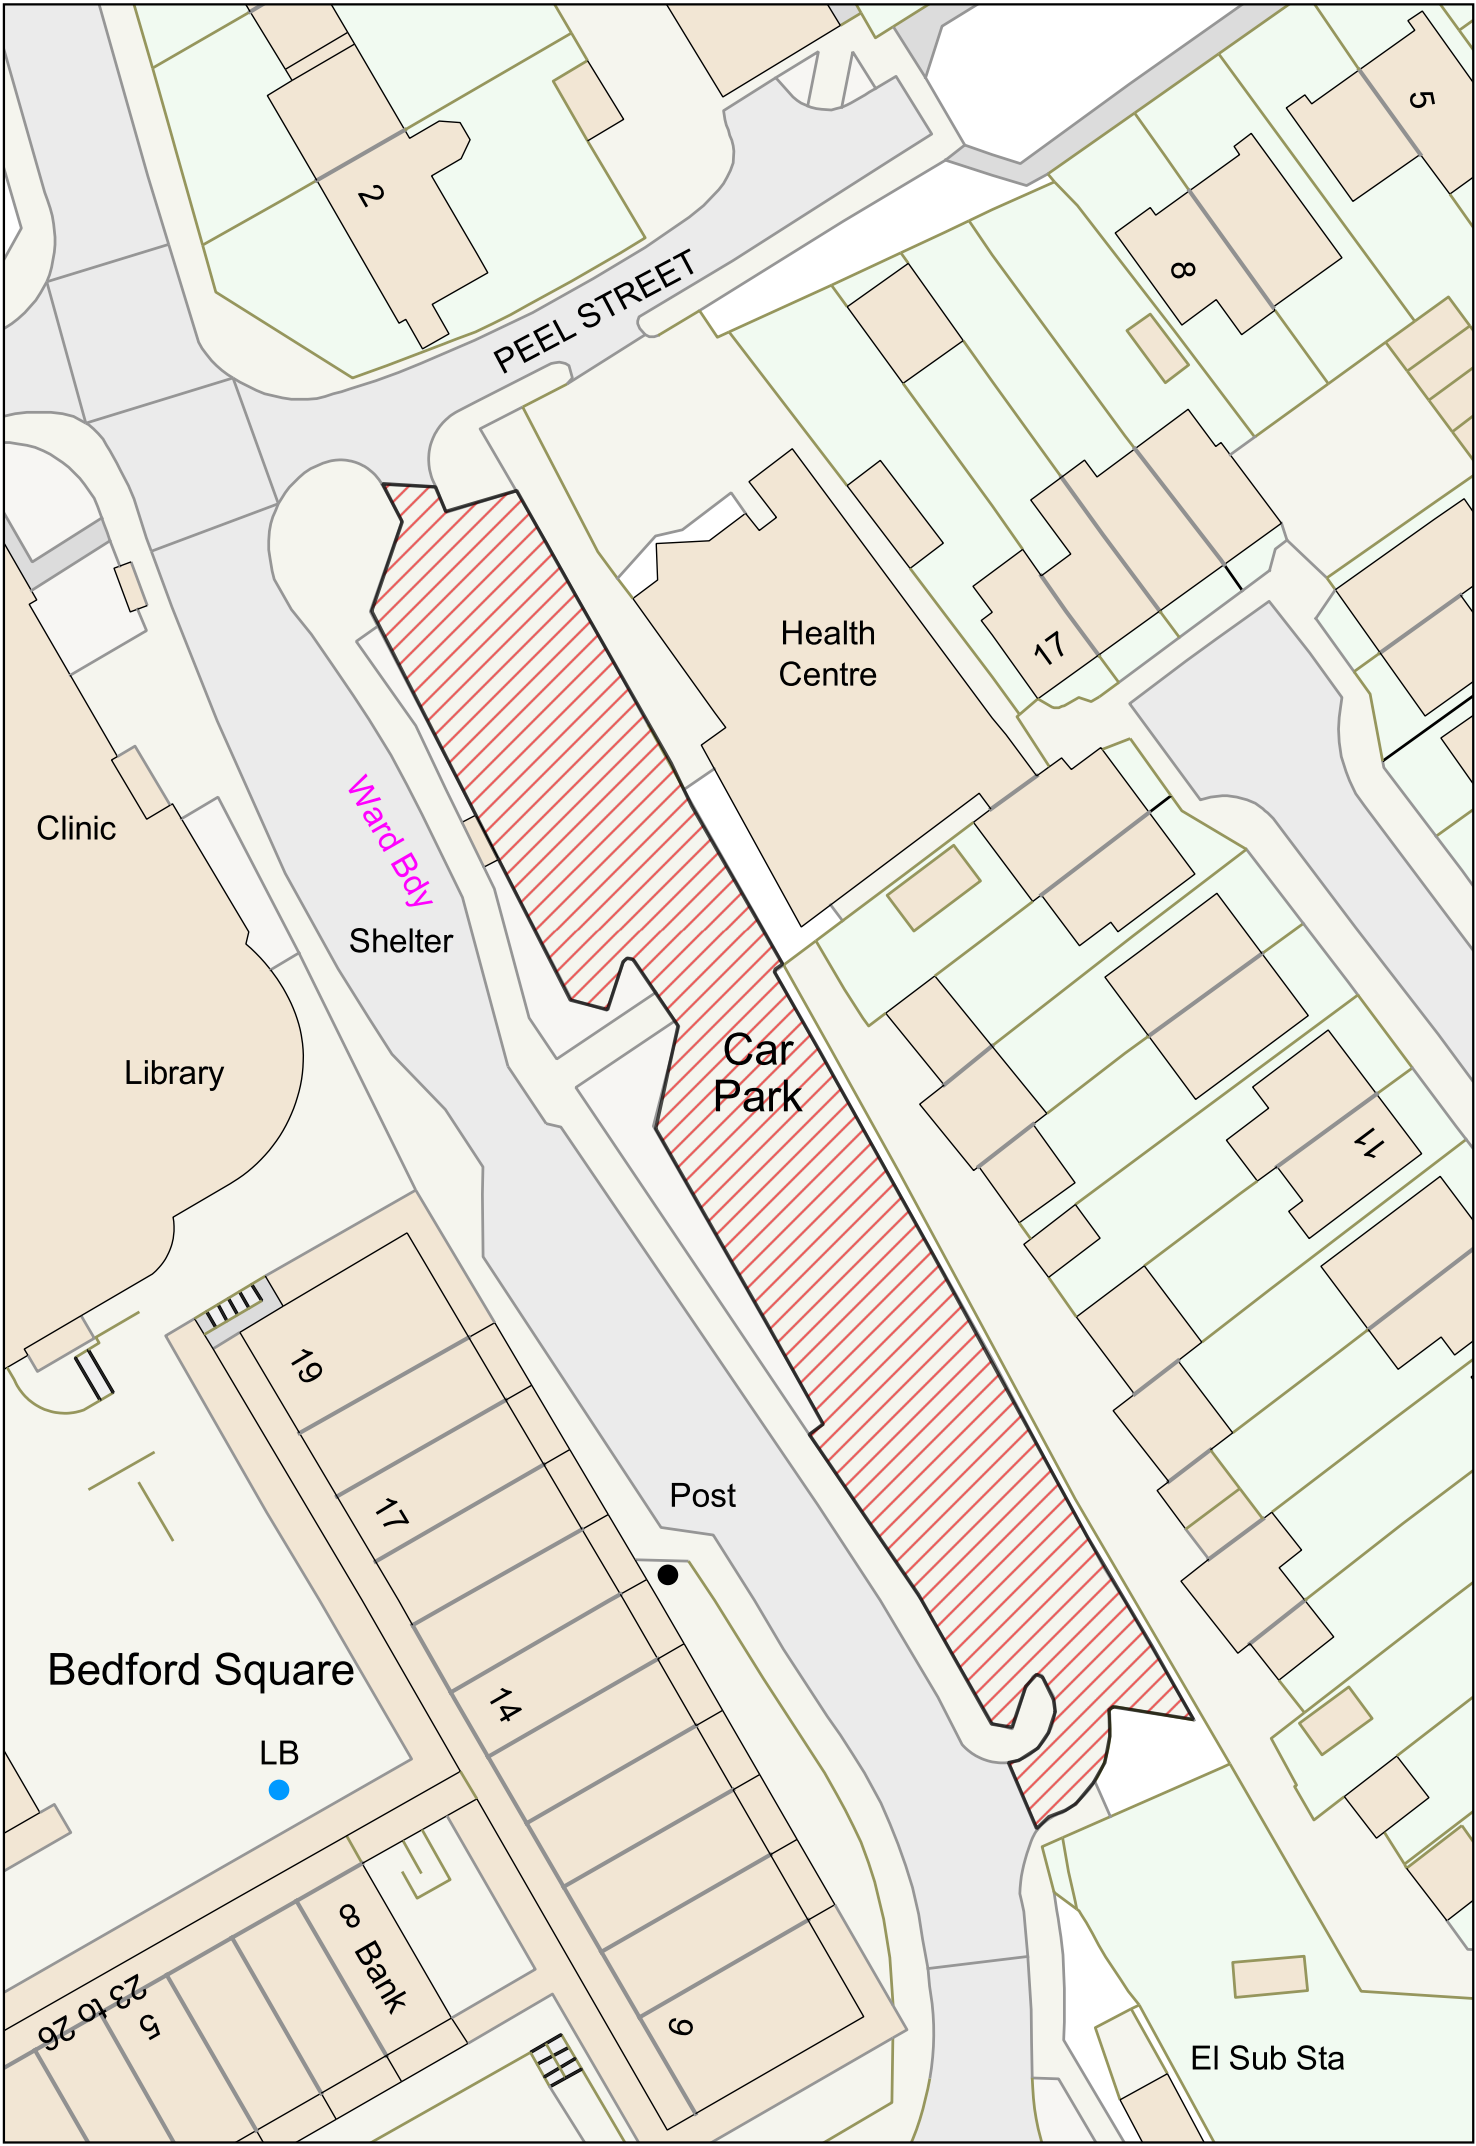 5
2
8
PEEL STREET
Health
Centre
17
Ward Bdy
Clinic
Shelter
Library
Car
Park
11
19
17
Post
Bedford Square
14
LB
8
Bank
23 to 26
5
9
El Sub Sta